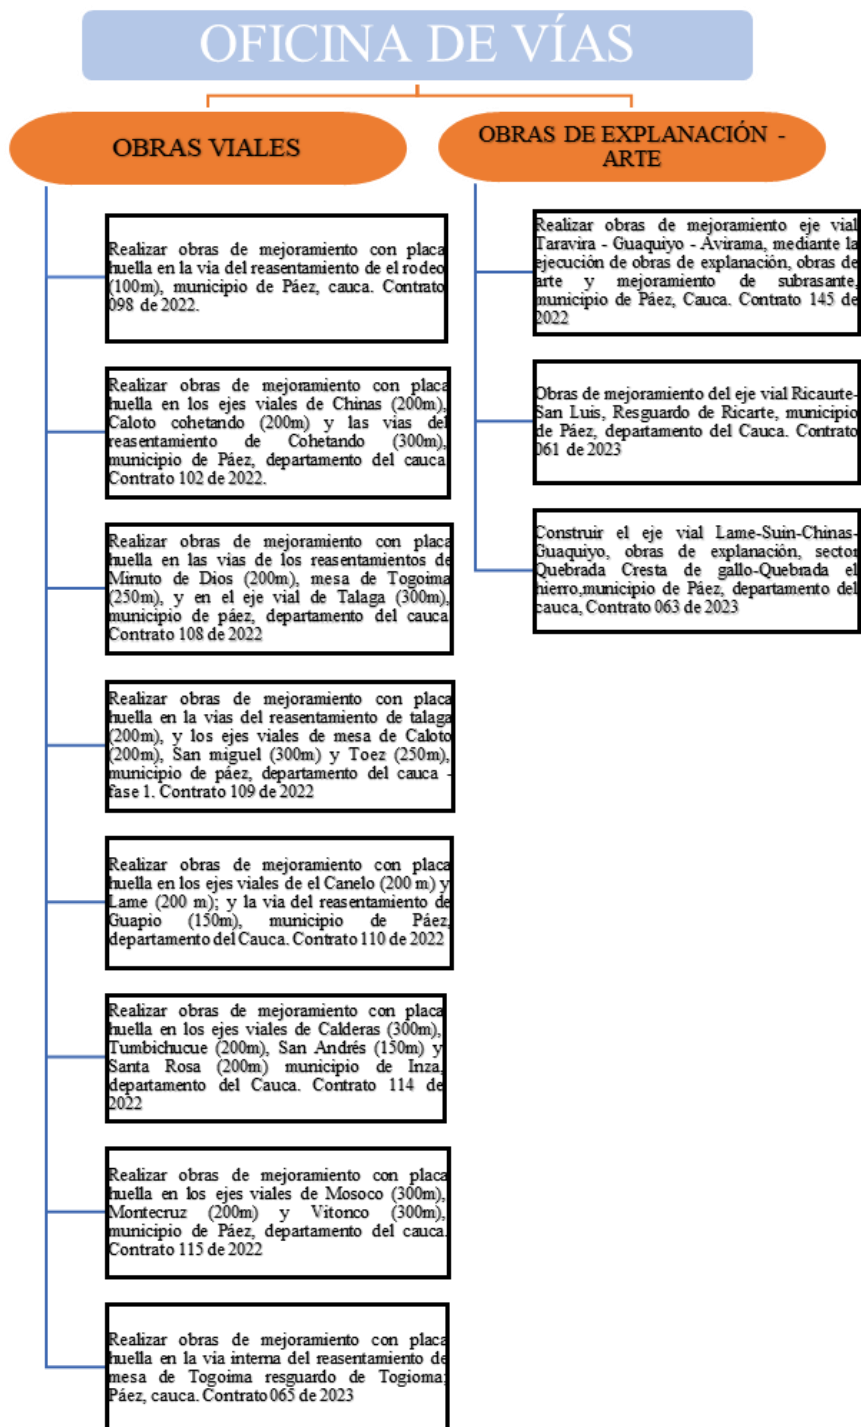 OFICINA DE VÍAS
OBRAS VIALES
Realizar obras de mejoramiento con placa
huella en la vía del reasentamiento de el rodeo
(100m), municipio de Páez, cauca. Contrato
098 de 2022.
Realizar obras de mejoramiento con placa
huella en los ejes viales de Chinas (200m),
Caloto cohetando (200m) y las vías del
reasentamiento de Cohetando (300m),
municipio de Páez, departamento del cauca.
Contrato 102 de 2022.
Realizar obras de mejoramiento con placa
huella en las vías de los reasentamientos de
Minuto de Dios (200m), mesa de Togoima
(250m), y en el eje vial de Talaga (300m),
municipio de páez, departamento del cauca.
Contrato 108 de 2022
Realizar obras de mejoramiento con placa
huella en la vias del reasentamiento de talaga
(200m), y los ejes viales de mesa de Caloto
(200m), San miguel (300m) y Toez (250m),
municipio de páez, departamento del cauca -
fase 1. Contrato 109 de 2022
Realizar obras de mejoramiento con placa
huella en los ejes viales de el Canelo (200 m) y
Lame (200 m); y la vía del reasentamiento de
Guapio (150m), municipio de Páez,
departamento del Cauca. Contrato 110 de 2022
Realizar obras de mejoramiento con placa
huella en los ejes viales de Calderas (300m),
Tumbichucue (200m), San Andrés (150m) y
Santa Rosa (200m) municipio de Inza,
departamento del Cauca. Contrato 114 de
2022
Realizar obras de mejoramiento con placa
huella en los ejes viales de Mosoco (300m),
Montecruz (200m) y Vitonco (300m),
municipio de Páez, departamento del cauca.
Contrato 115 de 2022
Realizar obras de mejoramiento con placa
huella en la vía interna del reasentamiento de
mesa de Togoima resguardo de Togioma;
Páez, cauca. Contrato 065 de 2023
OBRAS DE EXPLANACIÓN -
ARTE
Realizar obras de mejoramiento eje vial
Taravira - Guaquiyo - Avirama, mediante la
ejecución de obras de explanación, obras de
arte y mejoramiento de subrasante,
municipio de Páez, Cauca. Contrato 145 de
2022
Obras de mejoramiento del eje vial Ricaurte-
San Luis, Resguardo de Ricarte, municipio
de Páez, departamento del Cauca. Contrato
061 de 2023
Construir el eje vial Lame-Suin-Chinas-
Guaquiyo, obras de explanación, sector
Quebrada Cresta de gallo-Quebrada el
hierro,municipio de Páez, departamento del
cauca, Contrato 063 de 2023